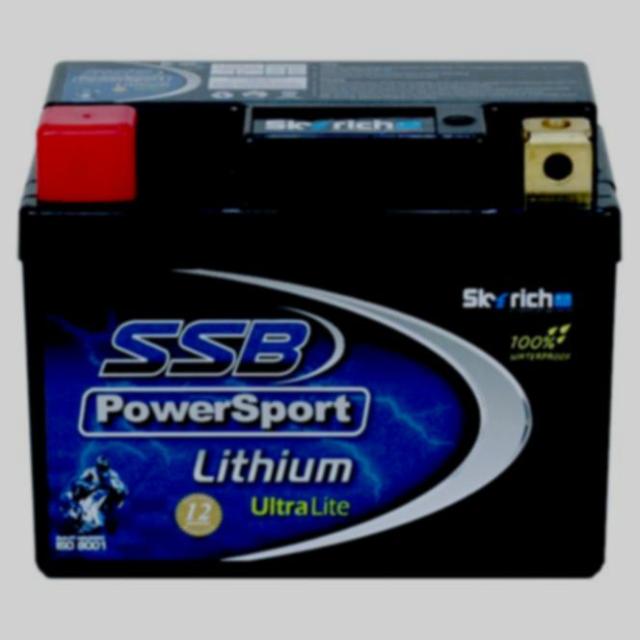 Skyrich
Skyrich
100%
WATERPROOF
SSB
PowerSport
Lithium
UltraLite
12
ISO 9001